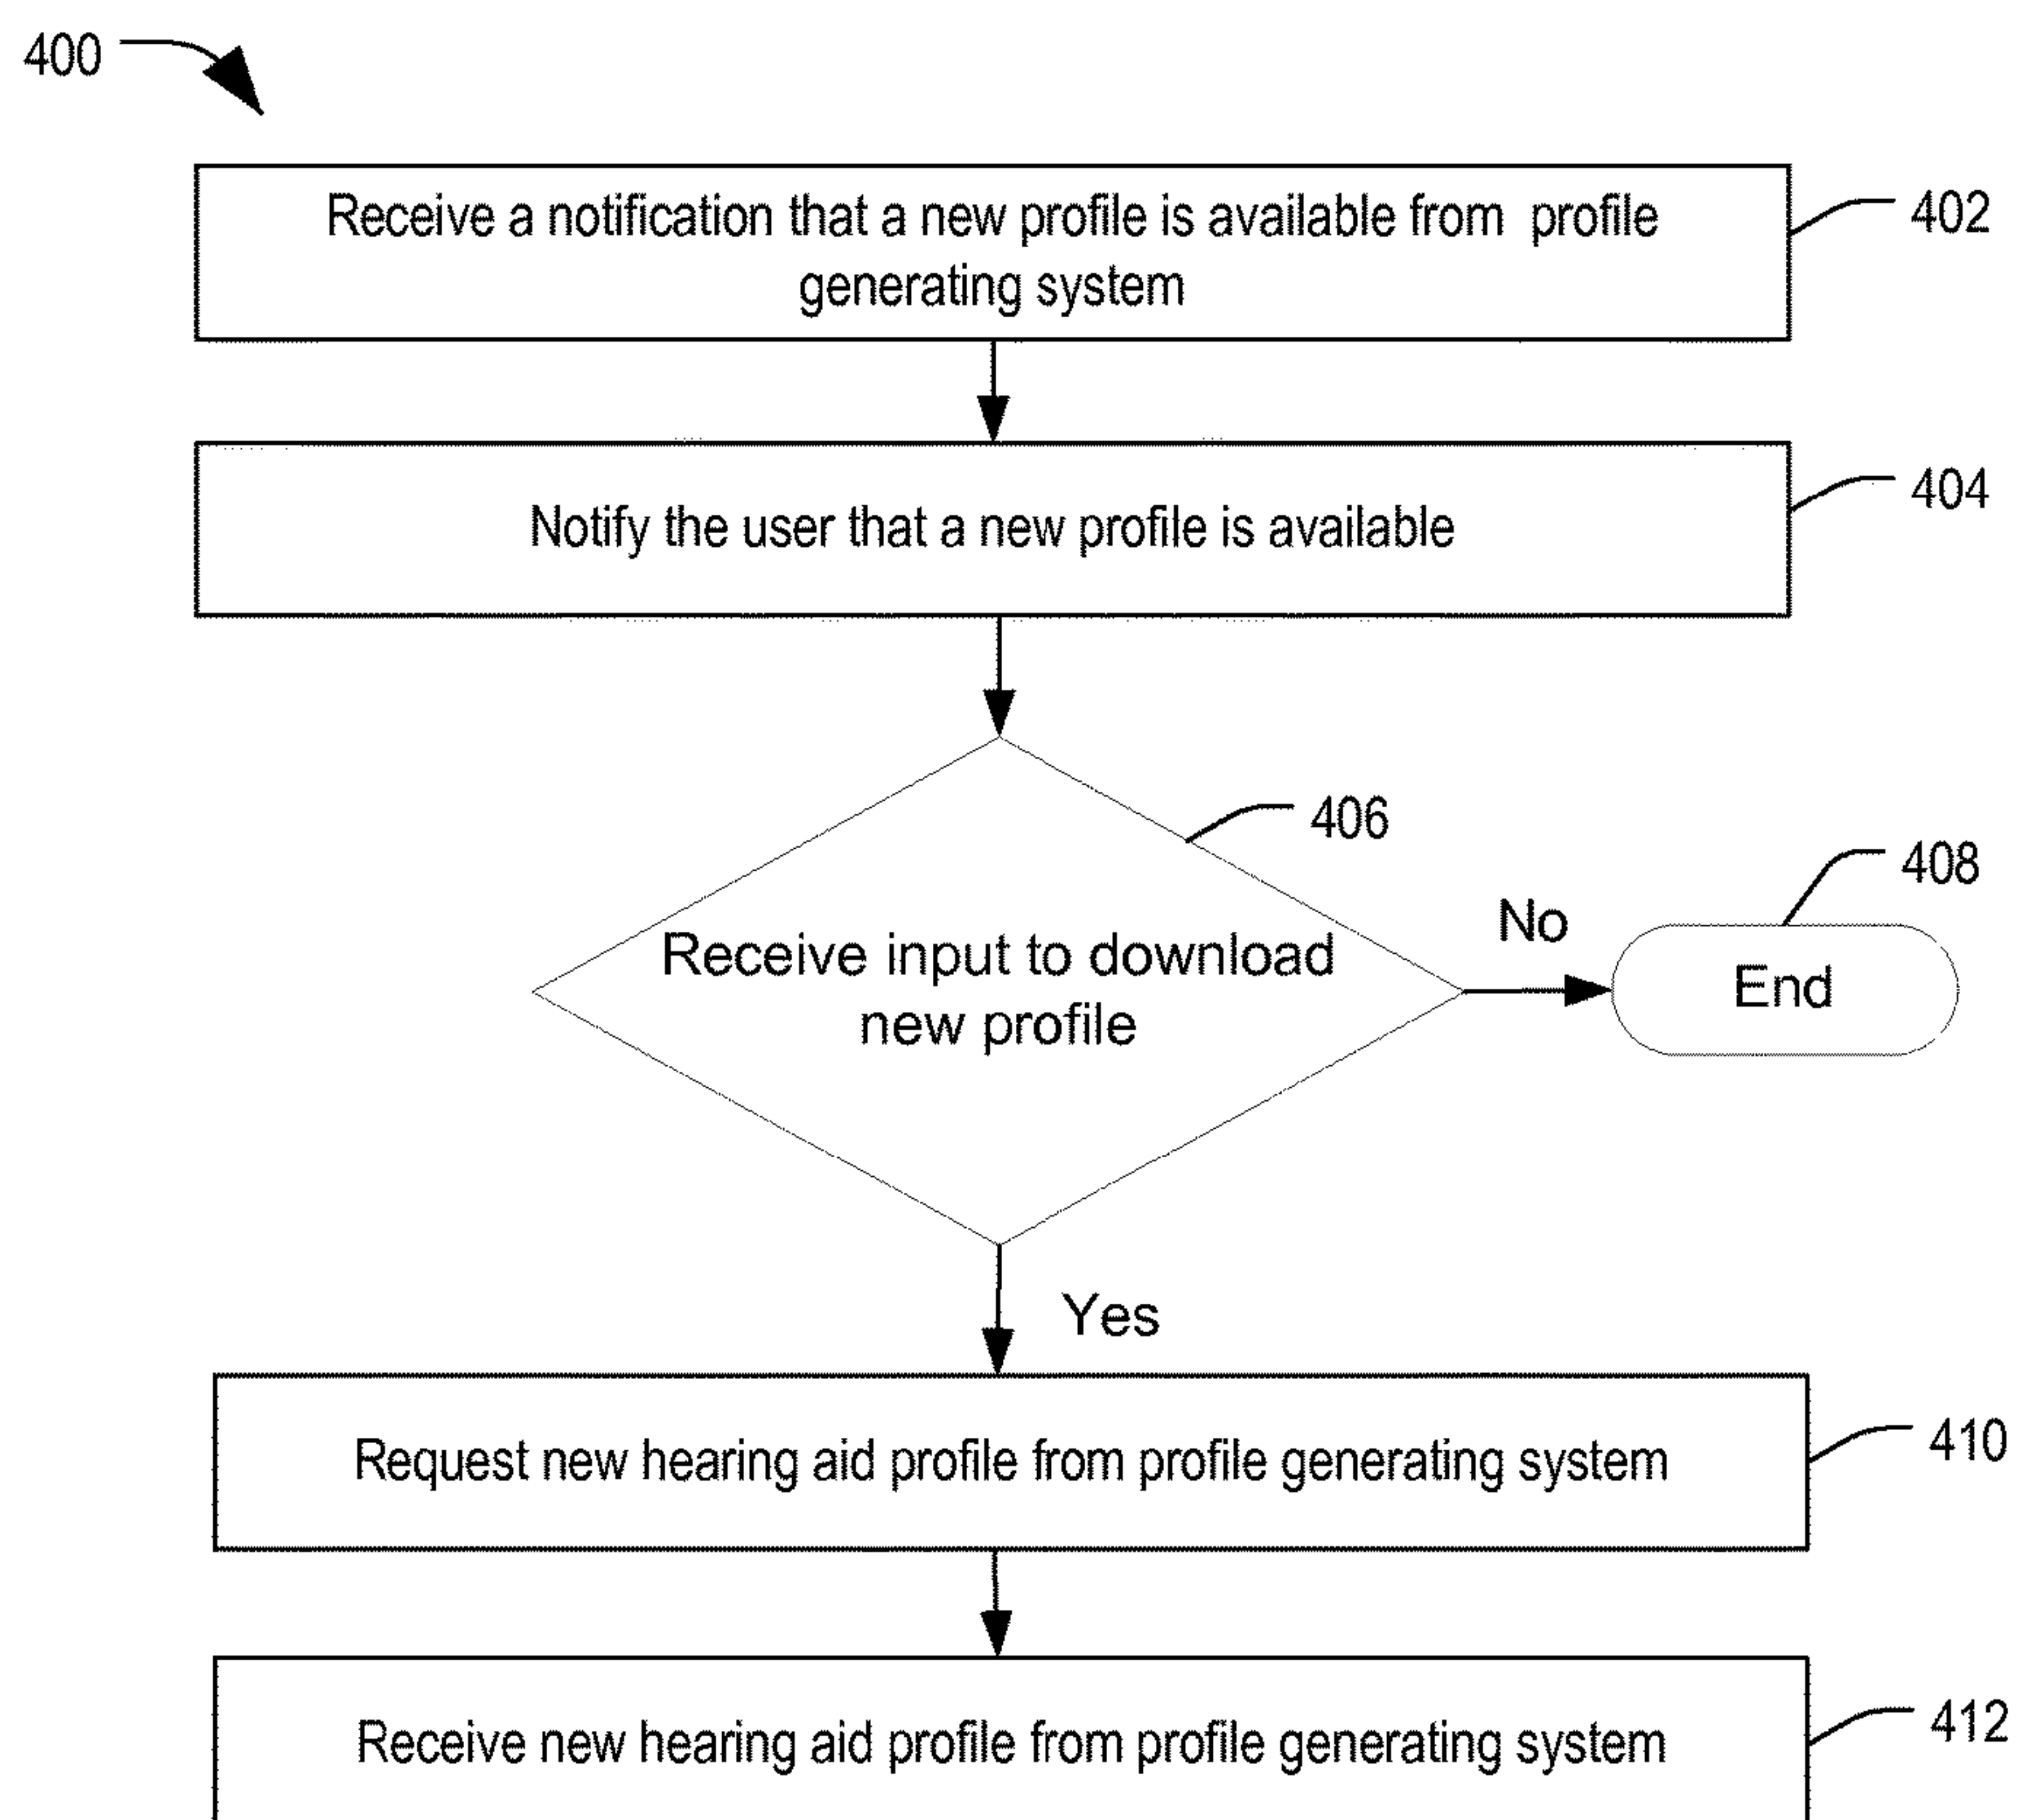 400
Receive a notification that a new profile is available from profile
generating system
402
Notify the user that a new profile is available
404
406
Receive input to download
new profile
No
408
End
Yes
Request new hearing aid profile from profile generating system
410
Receive new hearing aid profile from profile generating system
412